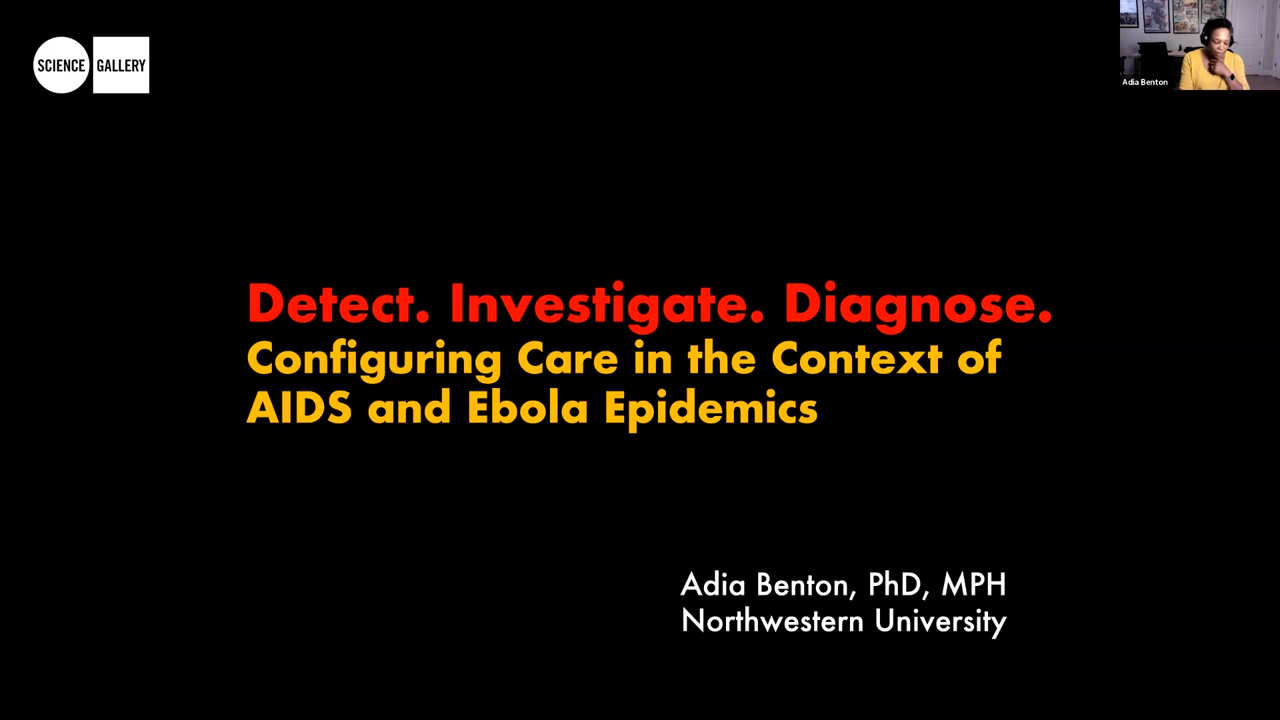 SCIENCE GALLERY
Adia Benton
Detect. Investigate. Diagnose.
Configuring Care in the Context of
AIDS and Ebola Epidemics
Adia Benton, PhD, MPH
Northwestern University